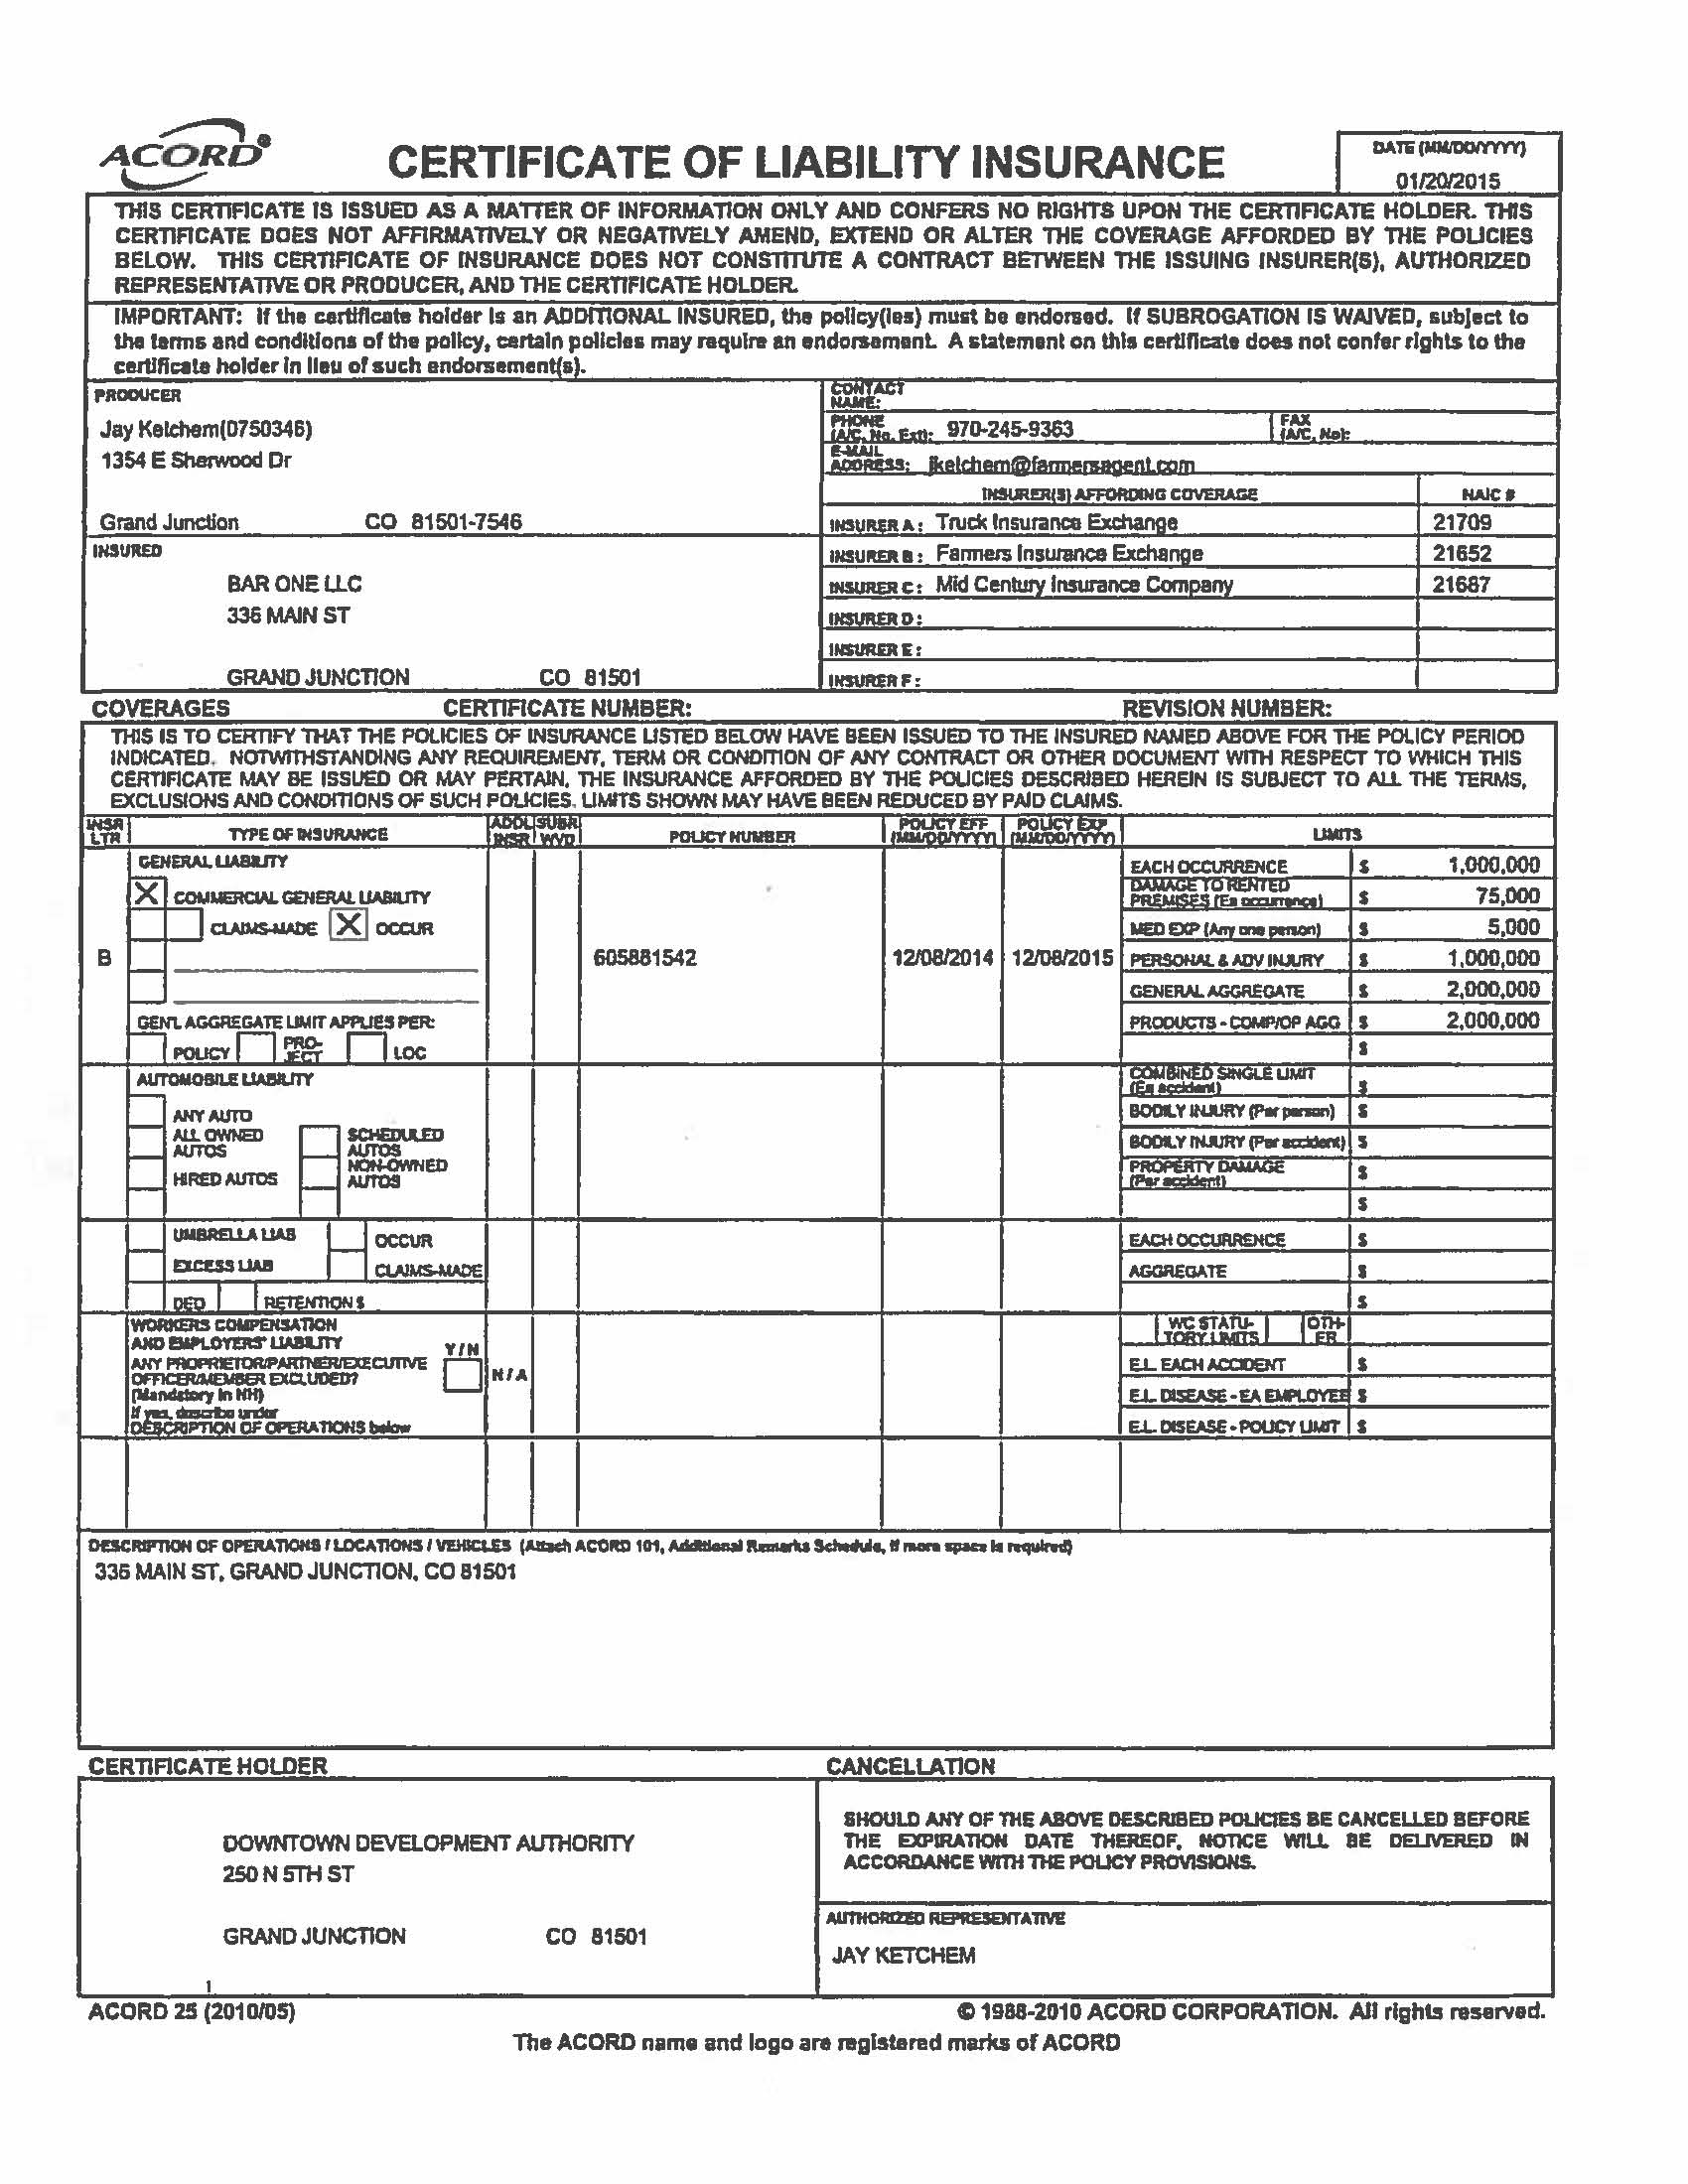 ACORD®
CERTIFICATE OF LIABILITY INSURANCE
DATE (MM/DD/YYYY)
01/20/2015
THIS CERTIFICATE IS ISSUED AS A MATTER OF INFORMATION ONLY AND CONFERS NO RIGHTS UPON THE CERTIFICATE HOLDER. THIS
CERTIFICATE DOES NOT AFFIRMATIVELY OR NEGATIVELY AMEND, EXTEND OR ALTER THE COVERAGE AFFORDED BY THE POLICIES
BELOW. THIS CERTIFICATE OF INSURANCE DOES NOT CONSTITUTE A CONTRACT BETWEEN THE ISSUING INSURER(S), AUTHORIZED
REPRESENTATIVE OR PRODUCER, AND THE CERTIFICATE HOLDER.
IMPORTANT: If the certificate holder is an ADDITIONAL INSURED, the policy(ies) must be endorsed. If SUBROGATION IS WAIVED, subject to
the terms and conditions of the policy, certain policies may require an endorsement. A statement on this certificate does not confer rights to the
certificate holder in lieu of such endorsement(s).
PRODUCER
Jay Ketchem(0750346)
1354 E Sherwood Dr
Grand Junction CO 81501-7546
CONTACT NAME:
PHONE (A/C, No, Ext): 970-245-9363 FAX (A/C, No):
E-MAIL ADDRESS: jketchem@farmersagent.com
INSURER(S) AFFORDING COVERAGE NAIC #
INSURER A : Truck Insurance Exchange 21709
INSURED
BAR ONE LLC
336 MAIN ST
GRAND JUNCTION CO 81501
INSURER B : Farmers Insurance Exchange 21652
INSURER C : Mid Century Insurance Company 21687
INSURER D :
INSURER E :
INSURER F :
COVERAGES CERTIFICATE NUMBER: REVISION NUMBER:
THIS IS TO CERTIFY THAT THE POLICIES OF INSURANCE LISTED BELOW HAVE BEEN ISSUED TO THE INSURED NAMED ABOVE FOR THE POLICY PERIOD
INDICATED. NOTWITHSTANDING ANY REQUIREMENT, TERM OR CONDITION OF ANY CONTRACT OR OTHER DOCUMENT WITH RESPECT TO WHICH THIS
CERTIFICATE MAY BE ISSUED OR MAY PERTAIN, THE INSURANCE AFFORDED BY THE POLICIES DESCRIBED HEREIN IS SUBJECT TO ALL THE TERMS,
EXCLUSIONS AND CONDITIONS OF SUCH POLICIES. LIMITS SHOWN MAY HAVE BEEN REDUCED BY PAID CLAIMS.
INSR LTR TYPE OF INSURANCE ADDL INSR SUBR WVD POLICY NUMBER POLICY EFF (MM/DD/YYYY) POLICY EXP (MM/DD/YYYY) LIMITS
GENERAL LIABILITY
X COMMERCIAL GENERAL LIABILITY
CLAIMS-MADE X OCCUR
B 605881542 12/08/2014 12/08/2015
GEN'L AGGREGATE LIMIT APPLIES PER:
POLICY PRO-JECT LOC
EACH OCCURRENCE $ 1,000,000
DAMAGE TO RENTED PREMISES (Ea occurrence) $ 75,000
MED EXP (Any one person) $ 5,000
PERSONAL & ADV INJURY $ 1,000,000
GENERAL AGGREGATE $ 2,000,000
PRODUCTS - COMP/OP AGG $ 2,000,000
$
AUTOMOBILE LIABILITY
ANY AUTO
ALL OWNED AUTOS SCHEDULED AUTOS
HIRED AUTOS NON-OWNED AUTOS
COMBINED SINGLE LIMIT (Ea accident) $
BODILY INJURY (Per person) $
BODILY INJURY (Per accident) $
PROPERTY DAMAGE (Per accident) $
$
UMBRELLA LIAB OCCUR
EXCESS LIAB CLAIMS-MADE
DED RETENTION $
EACH OCCURRENCE $
AGGREGATE $
$
WORKERS COMPENSATION
AND EMPLOYERS' LIABILITY Y / N
ANY PROPRIETOR/PARTNER/EXECUTIVE
OFFICER/MEMBER EXCLUDED? N / A
(Mandatory in NH)
If yes, describe under
DESCRIPTION OF OPERATIONS below
WC STATU-TORY LIMITS OTH-ER
E.L. EACH ACCIDENT $
E.L. DISEASE - EA EMPLOYEE $
E.L. DISEASE - POLICY LIMIT $
DESCRIPTION OF OPERATIONS / LOCATIONS / VEHICLES (Attach ACORD 101, Additional Remarks Schedule, if more space is required)
336 MAIN ST, GRAND JUNCTION, CO 81501
CERTIFICATE HOLDER
DOWNTOWN DEVELOPMENT AUTHORITY
250 N 5TH ST
GRAND JUNCTION CO 81501
CANCELLATION
SHOULD ANY OF THE ABOVE DESCRIBED POLICIES BE CANCELLED BEFORE
THE EXPIRATION DATE THEREOF, NOTICE WILL BE DELIVERED IN
ACCORDANCE WITH THE POLICY PROVISIONS.
AUTHORIZED REPRESENTATIVE
JAY KETCHEM
ACORD 25 (2010/05) © 1988-2010 ACORD CORPORATION. All rights reserved.
The ACORD name and logo are registered marks of ACORD